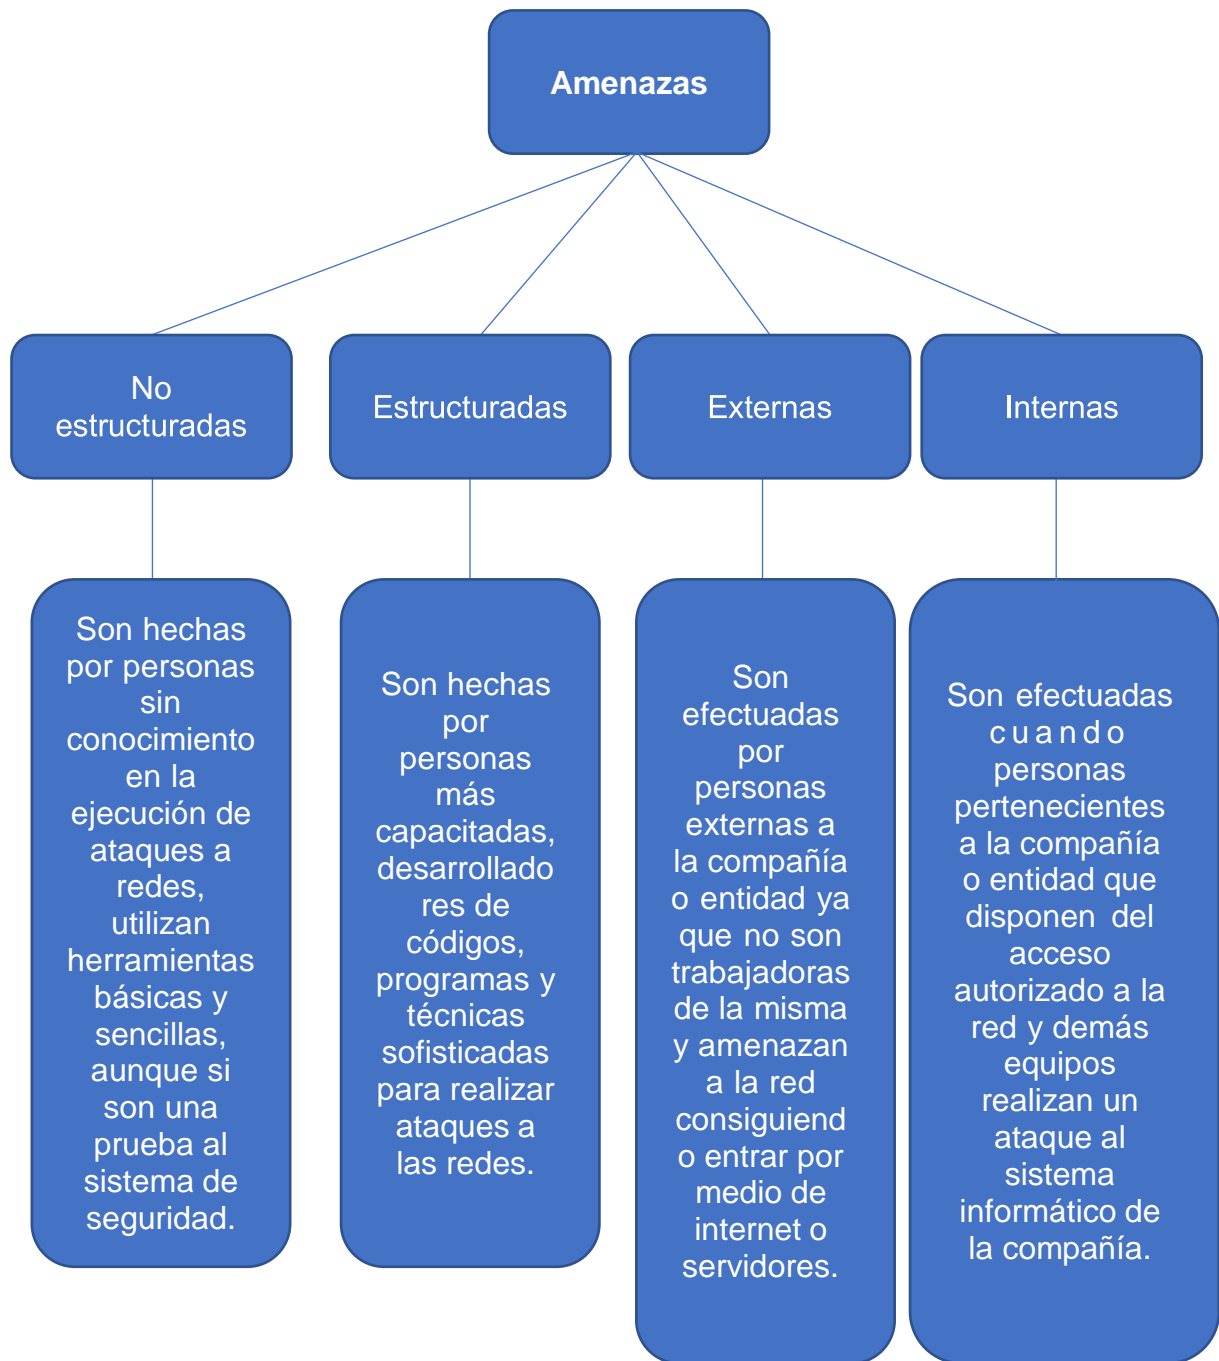 Amenazas
No
estructuradas
Estructuradas
Externas
Internas
Son hechas
por personas
sin
conocimiento
en la
ejecución de
ataques a
redes,
utilizan
herramientas
básicas y
sencillas,
aunque si
son una
prueba al
sistema de
seguridad.
Son hechas
por
personas
más
capacitadas,
desarrollado
res de
códigos,
programas y
técnicas
sofisticadas
para realizar
ataques a
las redes.
Son
efectuadas
por
personas
externas a
la compañía
o entidad ya
que no son
trabajadoras
de la misma
y amenazan
a la red
consiguiend
o entrar por
medio de
internet o
servidores.
Son efectuadas
cuando
personas
pertenecientes
a la compañía
o entidad que
disponen del
acceso
autorizado a la
red y demás
equipos
realizan un
ataque al
sistema
informático de
la compañía.